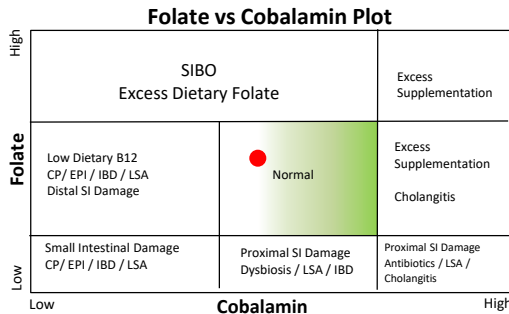 Folate vs Cobalamin Plot
High
SIBO
Excess Dietary Folate
Excess
Supplementation
Folate
Low Dietary B12
CP/ EPI / IBD / LSA
Distal SI Damage
Normal
Excess
Supplementation
Cholangitis
Small Intestinal Damage
CP/ EPI / IBD / LSA
Proximal SI Damage
Dysbiosis / LSA / IBD
Proximal SI Damage
Antibiotics / LSA /
Cholangitis
Low
Low
Cobalamin
High